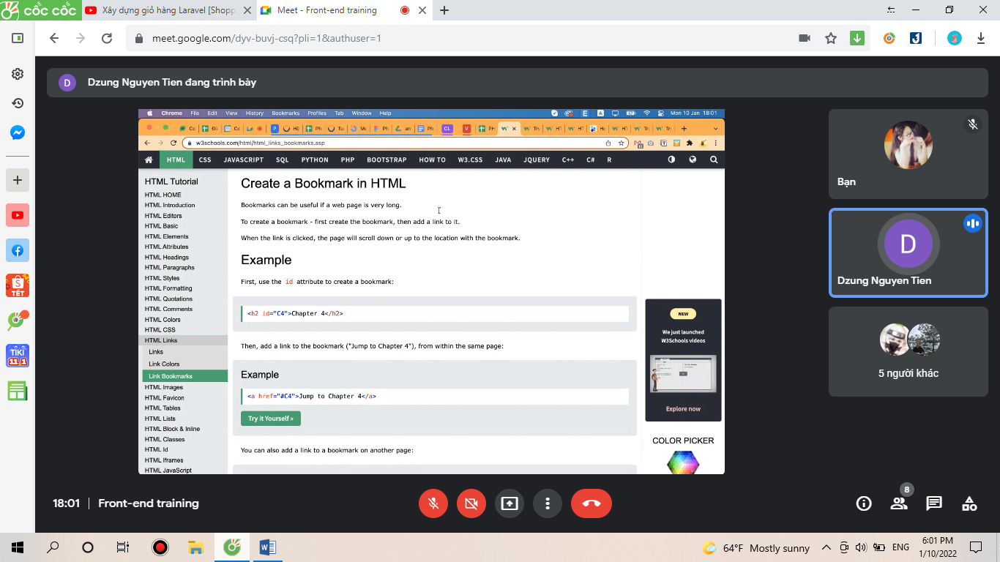 cốc cốc
Xây dựng giỏ hàng Laravel [Shopp
Meet - Front-end training
meet.google.com/dyv-buvj-csq?pli=1&authuser=1
D
Dzung Nguyen Tien đang trình bày
Chrome File Edit View History Bookmarks Profiles Tab Window Help
Mon 10 Jan 18:01
w3schools.com/html/html_links_bookmarks.asp
HTML CSS JAVASCRIPT SQL PYTHON PHP BOOTSTRAP HOW TO W3.CSS JAVA JQUERY C++ C# R
HTML Tutorial
HTML HOME
HTML Introduction
HTML Editors
HTML Basic
HTML Elements
HTML Attributes
HTML Headings
HTML Paragraphs
HTML Styles
HTML Formatting
HTML Quotations
HTML Comments
HTML Colors
HTML CSS
HTML Links
Links
Link Colors
Link Bookmarks
HTML Images
HTML Favicon
HTML Tables
HTML Lists
HTML Block & Inline
HTML Classes
HTML Id
HTML Iframes
HTML JavaScript
Create a Bookmark in HTML
Bookmarks can be useful if a web page is very long.
To create a bookmark - first create the bookmark, then add a link to it.
When the link is clicked, the page will scroll down or up to the location with the bookmark.
Example
First, use the id attribute to create a bookmark:
<h2 id="C4">Chapter 4</h2>
Then, add a link to the bookmark ("Jump to Chapter 4"), from within the same page:
Example
<a href="#C4">Jump to Chapter 4</a>
Try it Yourself »
You can also add a link to a bookmark on another page:
NEW
We just launched
W3Schools videos
Explore now
COLOR PICKER
Bạn
D
Dzung Nguyen Tien
5 người khác
SHOPEE TẾT
TIKI
11.1
18:01 | Front-end training
8
64°F Mostly sunny
ENG
6:01 PM
1/10/2022